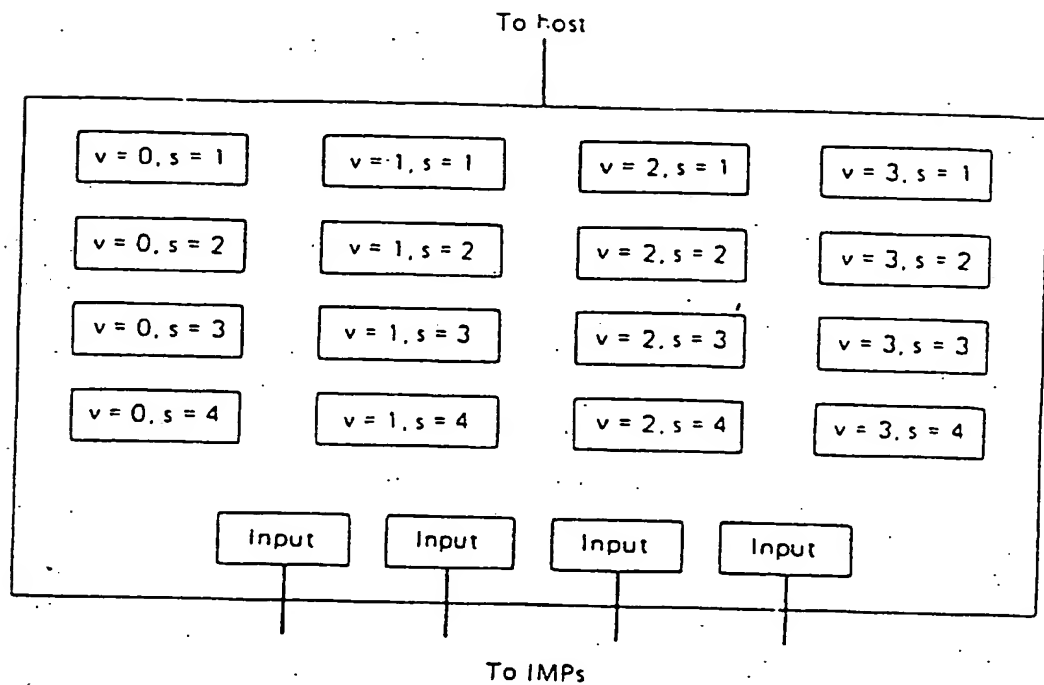 To host
v = 0, s = 1 v = 1, s = 1 v = 2, s = 1 v = 3, s = 1
v = 0, s = 2 v = 1, s = 2 v = 2, s = 2 v = 3, s = 2
v = 0, s = 3 v = 1, s = 3 v = 2, s = 3 v = 3, s = 3
v = 0, s = 4 v = 1, s = 4 v = 2, s = 4 v = 3, s = 4
Input Input Input Input
To IMPs